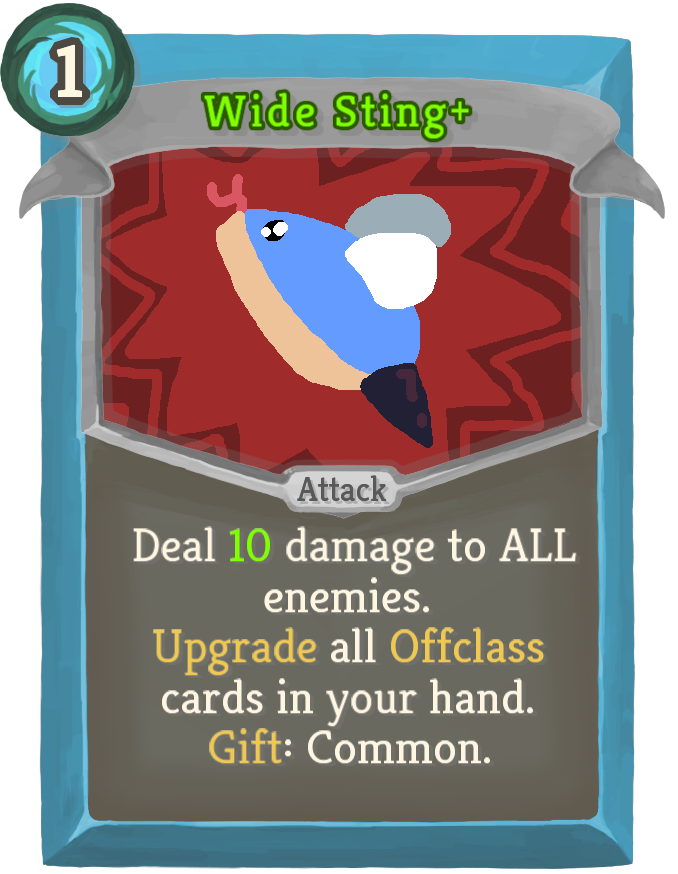 1
Wide Sting+
Attack
Deal 10 damage to ALL
enemies.
Upgrade all Offclass
cards in your hand.
Gift: Common.